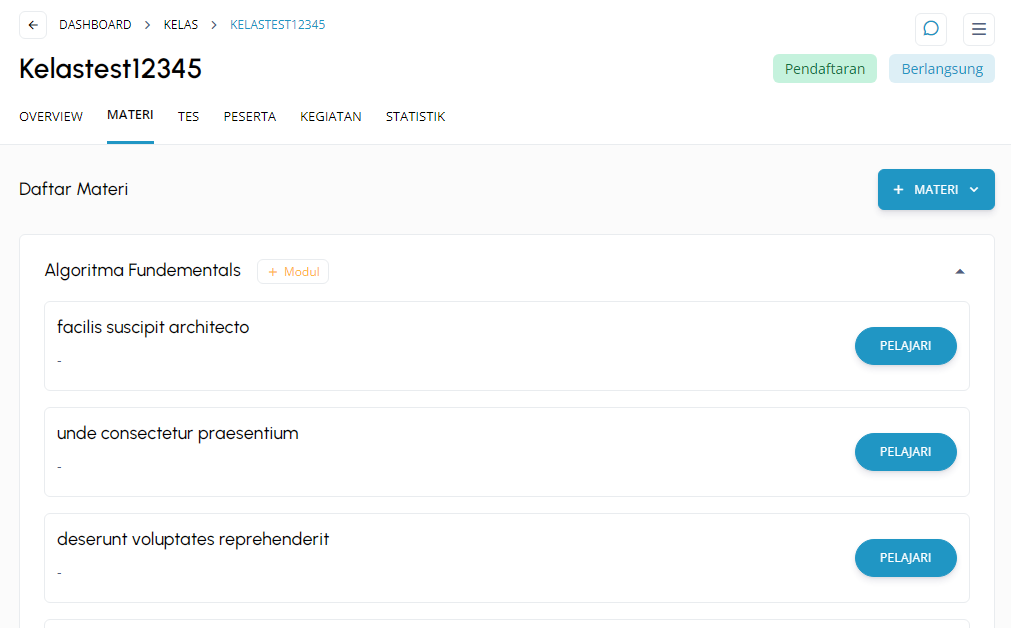 DASHBOARD > KELAS > KELASTEST12345
Kelastest12345
Pendaftaran
Berlangsung
OVERVIEW MATERI TES PESERTA KEGIATAN STATISTIK
Daftar Materi
+ MATERI
Algoritma Fundementals
+ Modul
facilis suscipit architecto
-
PELAJARI
unde consectetur praesentium
-
PELAJARI
deserunt voluptates reprehenderit
-
PELAJARI